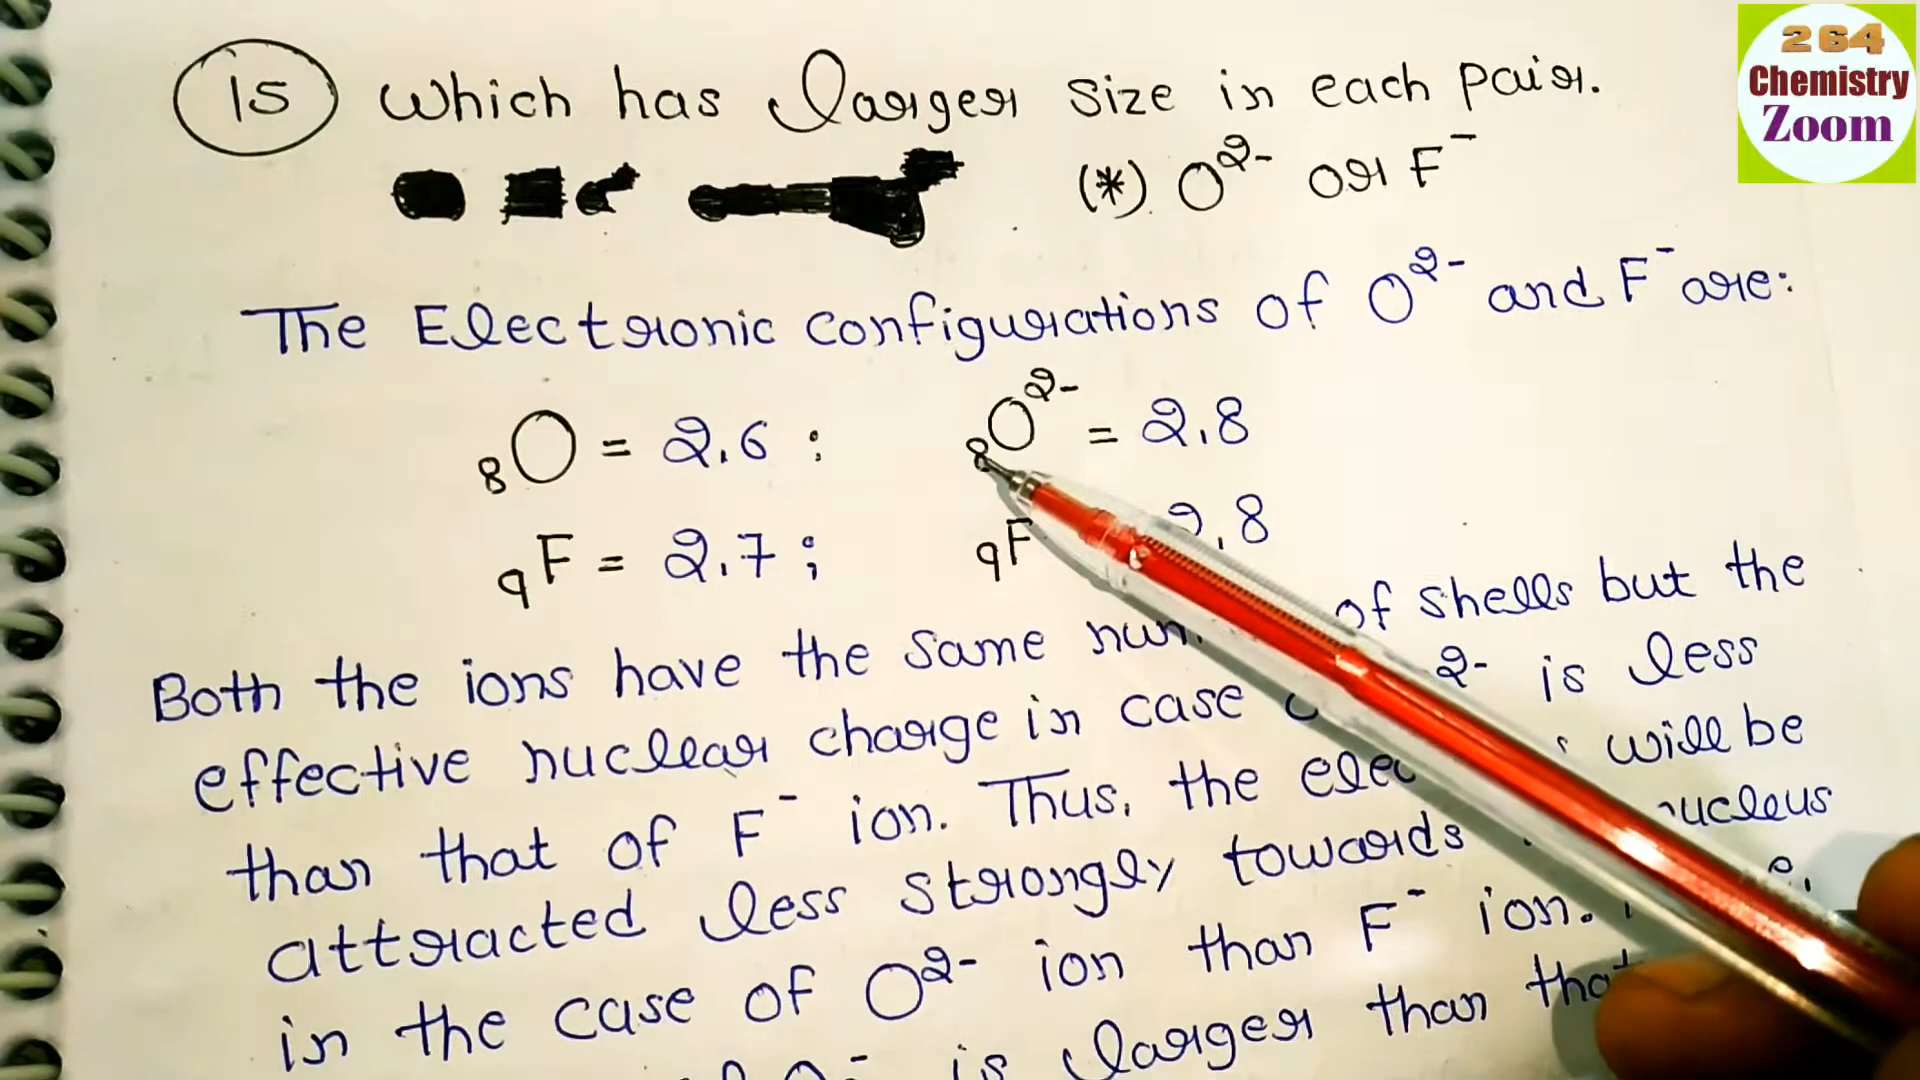 264
Chemistry
Zoom
15 Which has larger size in each pair.
(*) O²⁻ or F⁻
The Electronic configurations of O²⁻ and F⁻ are:
₈O = 2.6 ; ₈O²⁻ = 2.8
₉F = 2.7 ; ₉F 2.8
Both the ions have the same of shells but the
effective nuclear charge in case 2- is less
than that of F⁻ ion. Thus, the will be
attracted less strongly towards nucleus
in the case of O²⁻ ion than F⁻ ion.
is larger than